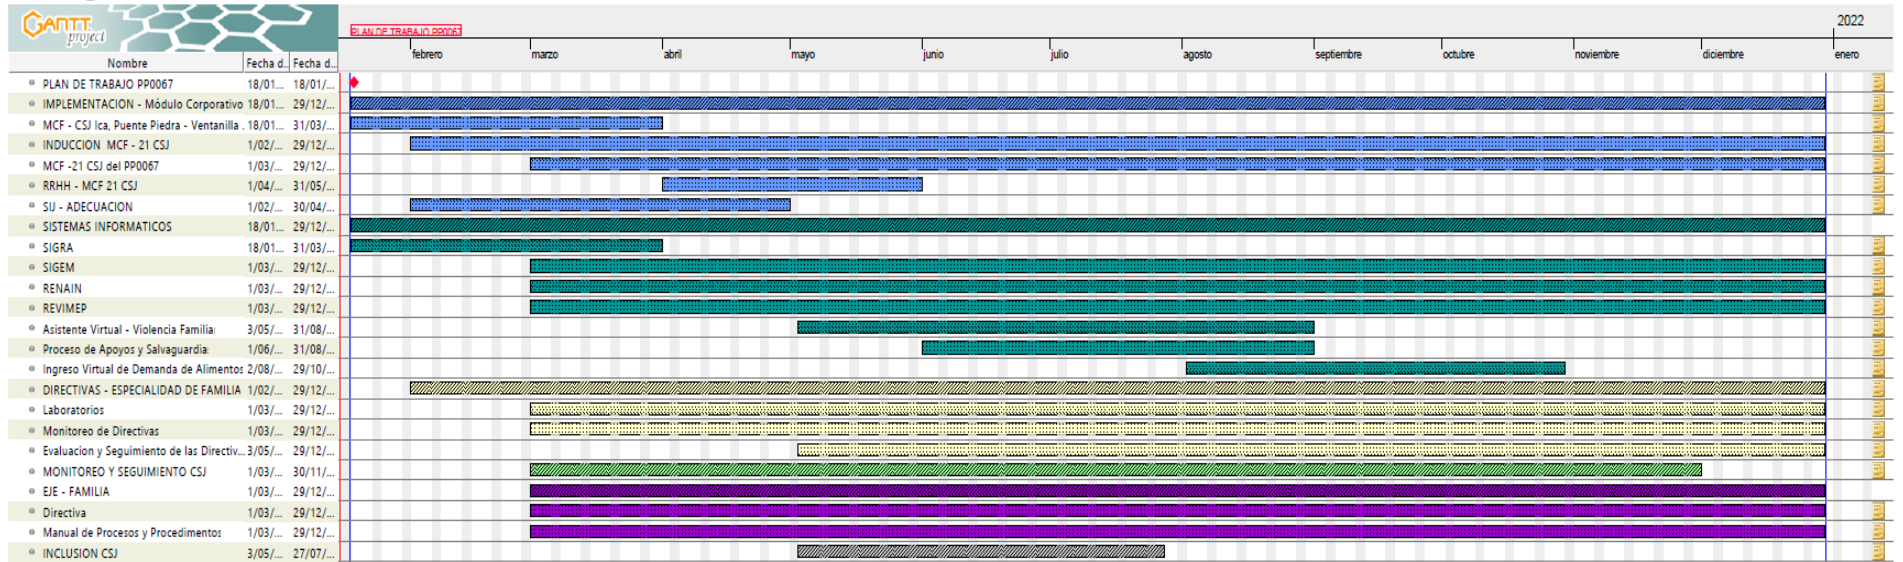 GANTT
project
2022
PLAN DE TRABAJO PP0067
febrero marzo abril mayo junio julio agosto septiembre octubre noviembre diciembre enero
Nombre Fecha d... Fecha d...
PLAN DE TRABAJO PP0067 18/01... 18/01/...
IMPLEMENTACION - Módulo Corporativo 18/01... 29/12/...
MCF - CSJ Ica, Puente Piedra - Ventanilla . 18/01... 31/03/...
INDUCCION MCF - 21 CSJ 1/02/... 29/12/...
MCF -21 CSJ del PP0067 1/03/... 29/12/...
RRHH - MCF 21 CSJ 1/04/... 31/05/...
SIJ - ADECUACION 1/02/... 30/04/...
SISTEMAS INFORMATICOS 18/01... 29/12/...
SIGRA 18/01... 31/03/...
SIGEM 1/03/... 29/12/...
RENAIN 1/03/... 29/12/...
REVIMEP 1/03/... 29/12/...
Asistente Virtual - Violencia Familia 3/05/... 31/08/...
Proceso de Apoyos y Salvaguardia 1/06/... 31/08/...
Ingreso Virtual de Demanda de Alimentos 2/08/... 29/10/...
DIRECTIVAS - ESPECIALIDAD DE FAMILIA 1/02/... 29/12/...
Laboratorios 1/03/... 29/12/...
Monitoreo de Directivas 1/03/... 29/12/...
Evaluacion y Seguimiento de las Directiv... 3/05/... 29/12/...
MONITOREO Y SEGUIMIENTO CSJ 1/03/... 30/11/...
EJE - FAMILIA 1/03/... 29/12/...
Directiva 1/03/... 29/12/...
Manual de Procesos y Procedimientos 1/03/... 29/12/...
INCLUSION CSJ 3/05/... 27/07/...